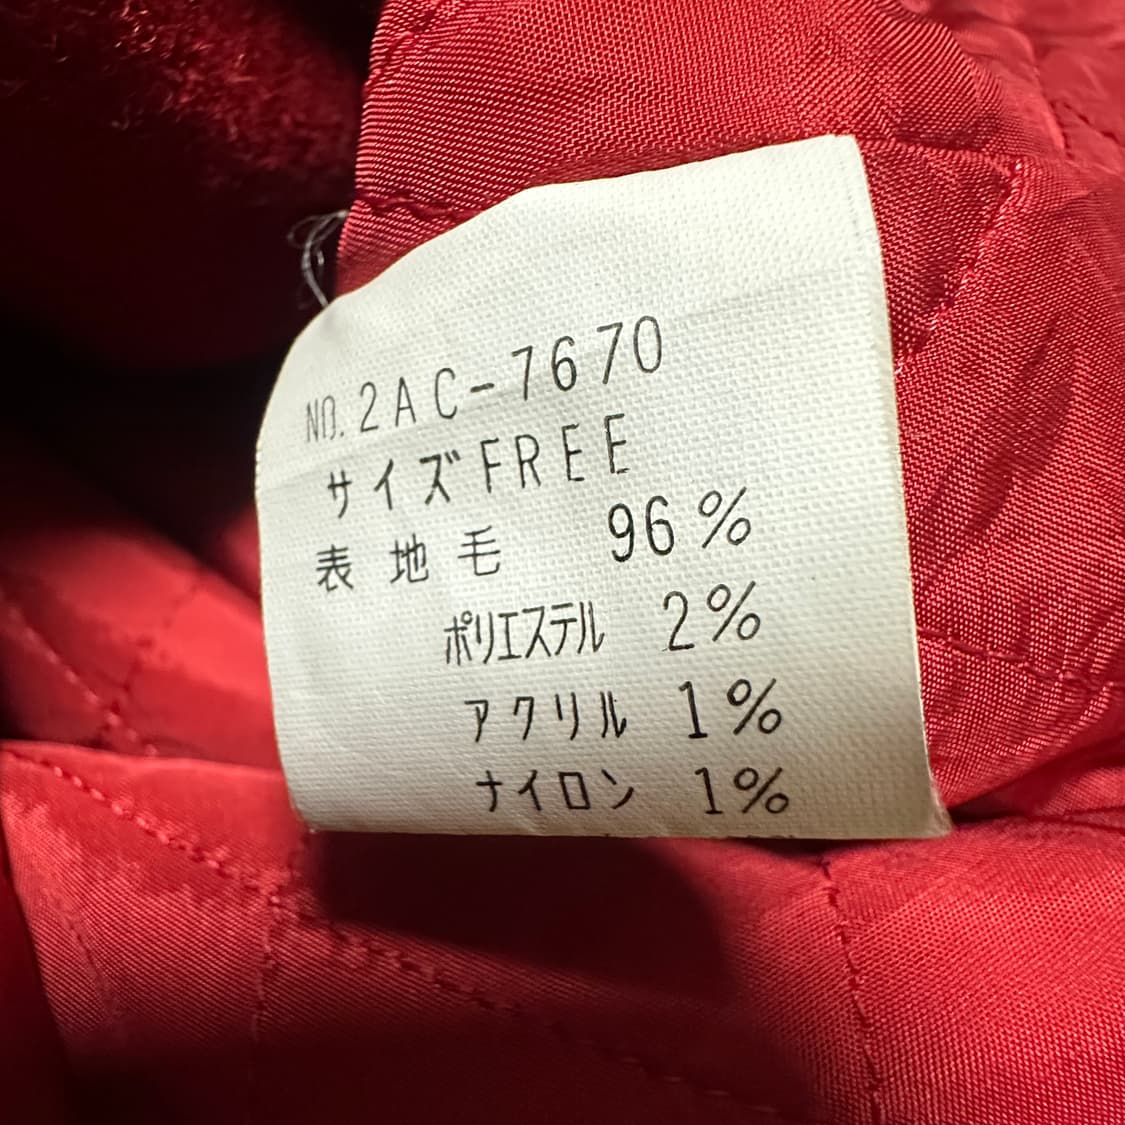 NO.2AC-7670
サイズFREE
表地毛 96%
ポリエステル 2%
アクリル 1%
ナイロン 1%